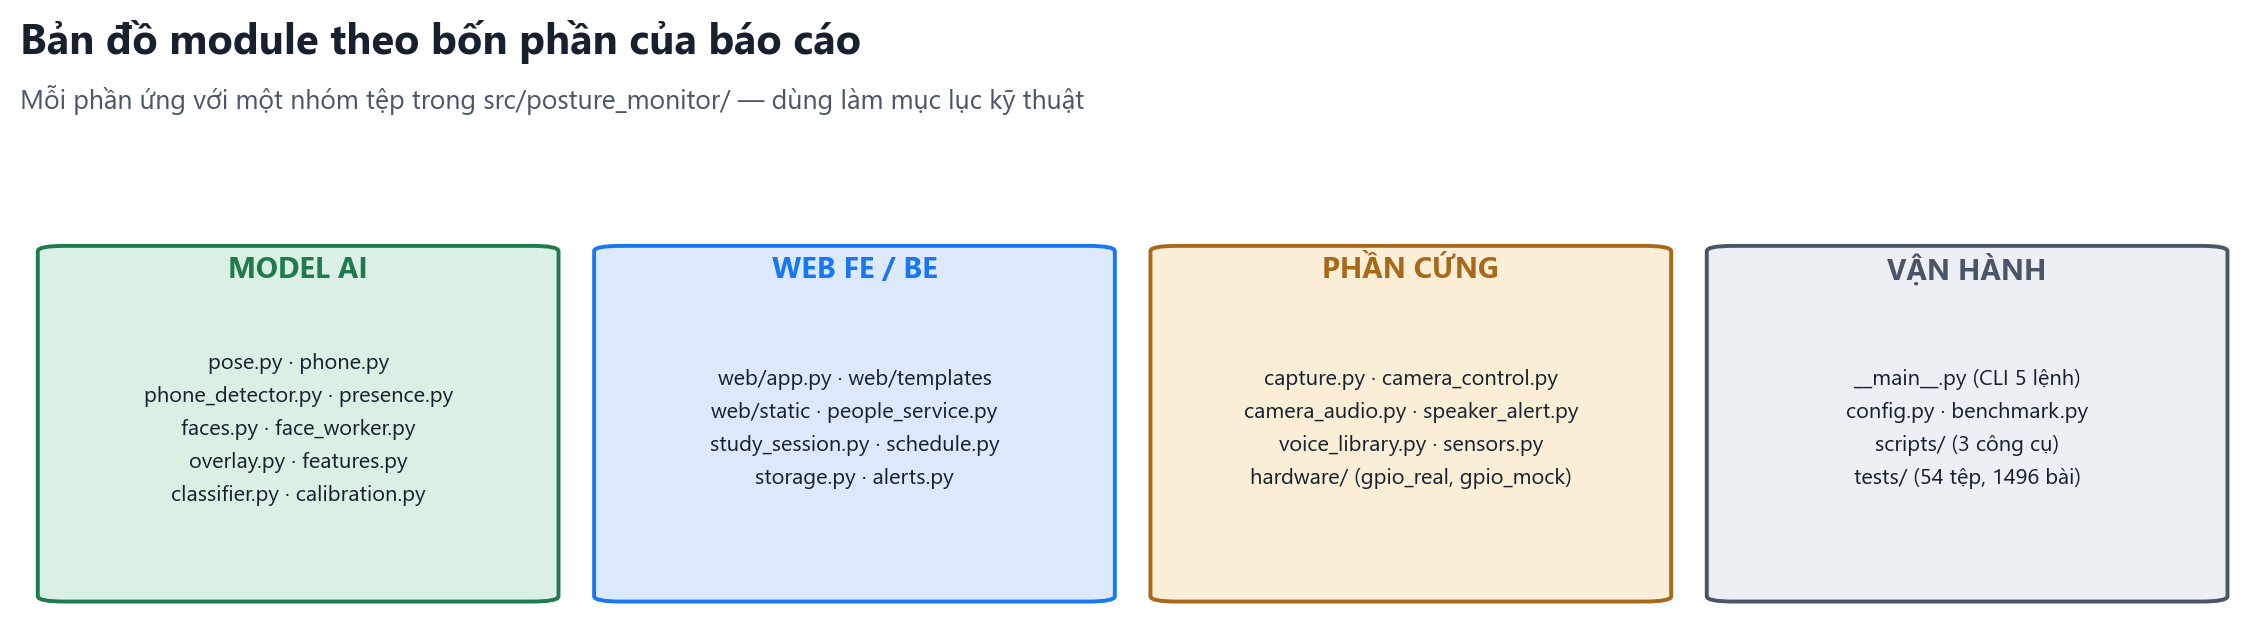 Bản đồ module theo bốn phần của báo cáo
Mỗi phần ứng với một nhóm tệp trong src/posture_monitor/ — dùng làm mục lục kỹ thuật
MODEL AI
pose.py · phone.py
phone_detector.py · presence.py
faces.py · face_worker.py
overlay.py · features.py
classifier.py · calibration.py
WEB FE / BE
web/app.py · web/templates
web/static · people_service.py
study_session.py · schedule.py
storage.py · alerts.py
PHẦN CỨNG
capture.py · camera_control.py
camera_audio.py · speaker_alert.py
voice_library.py · sensors.py
hardware/ (gpio_real, gpio_mock)
VẬN HÀNH
__main__.py (CLI 5 lệnh)
config.py · benchmark.py
scripts/ (3 công cụ)
tests/ (54 tệp, 1496 bài)